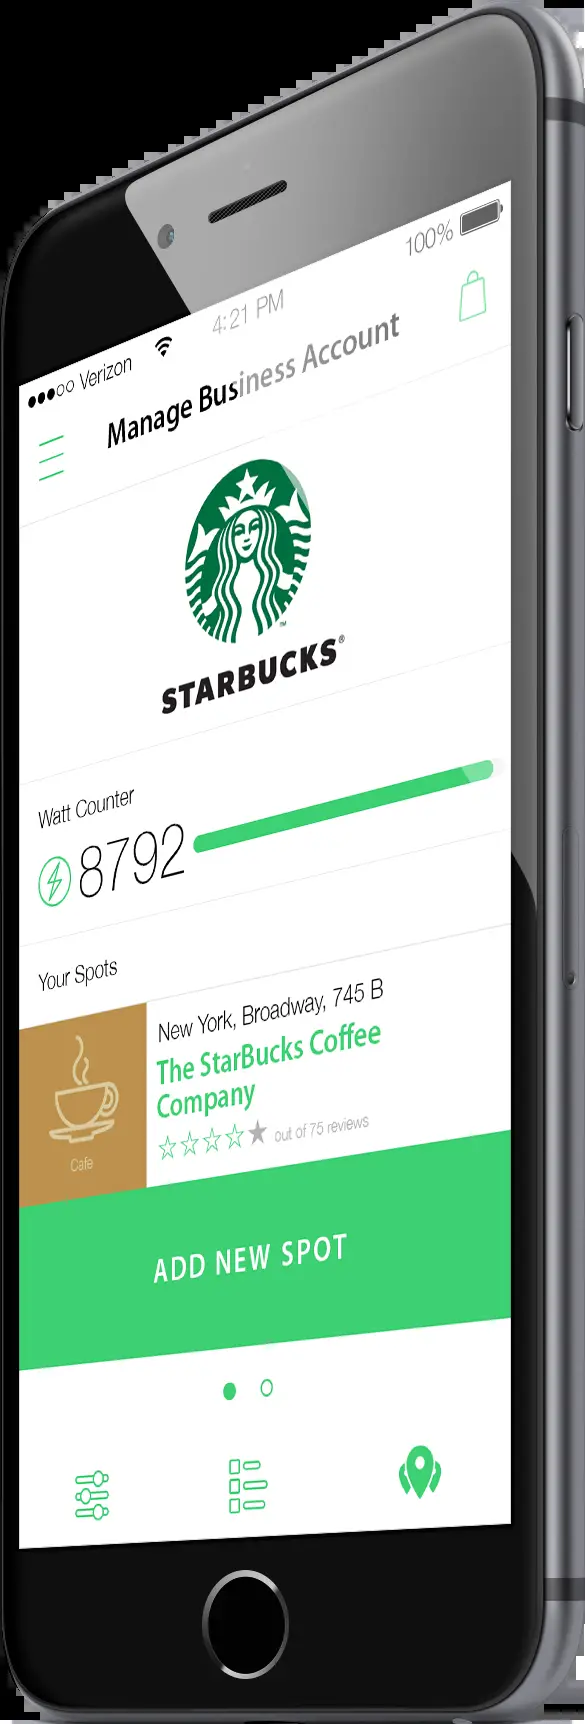 Verizon
4:21 PM
100%
Manage Business Account
™
STARBUCKS®
Watt Counter
8792
Your Spots
New York, Broadway, 745 B
The StarBucks Coffee
Company
Cafe
out of 75 reviews
ADD NEW SPOT